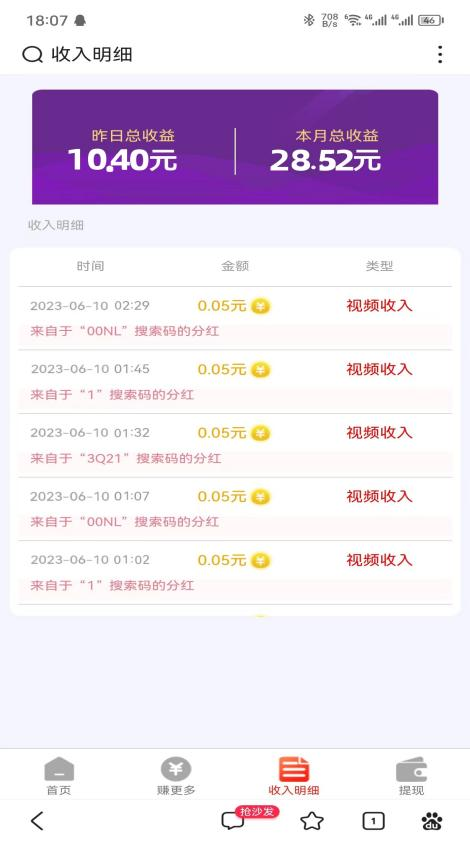 18:07 708 B/s 6 4G 4G 46
收入明细
昨日总收益 本月总收益
10.40元 28.52元
收入明细
时间 金额 类型
2023-06-10 02:29 0.05元 视频收入
来自于“00NL”搜索码的分红
2023-06-10 01:45 0.05元 视频收入
来自于“1”搜索码的分红
2023-06-10 01:32 0.05元 视频收入
来自于“3Q21”搜索码的分红
2023-06-10 01:07 0.05元 视频收入
来自于“00NL”搜索码的分红
2023-06-10 01:02 0.05元 视频收入
来自于“1”搜索码的分红
首页 赚更多 收入明细 提现
抢沙发 1 du